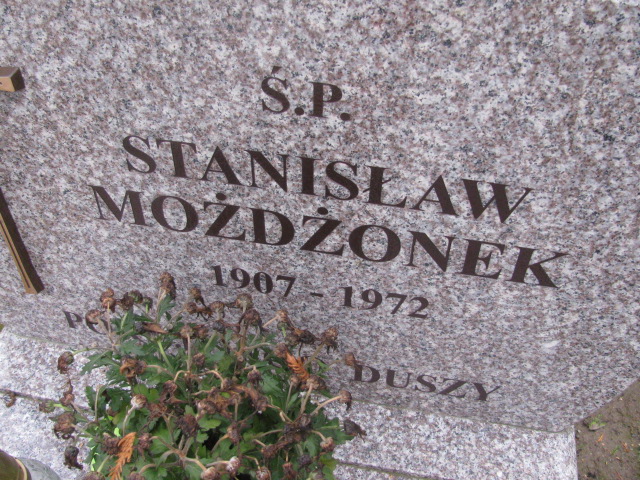 Ś.P.
STANISŁAW
MOŻDŻONEK
1907 - 1972
DUSZY